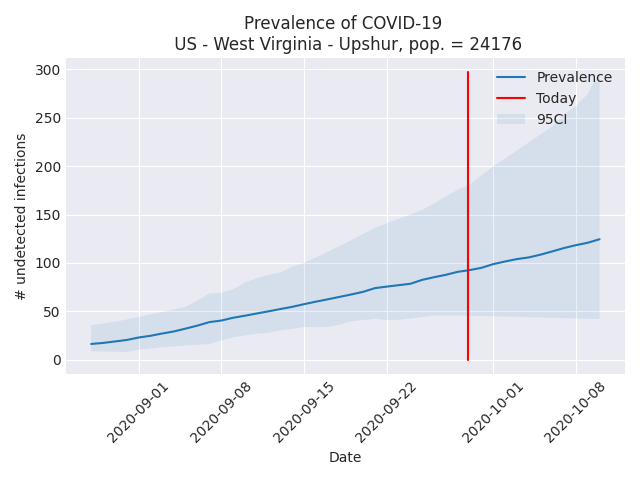 Prevalence of COVID-19
US - West Virginia - Upshur, pop. = 24176
300
250
200
150
100
50
0
# undetected infections
Prevalence
Today
95CI
2020-09-01
2020-09-08
2020-09-15
2020-09-22
2020-10-01
2020-10-08
Date